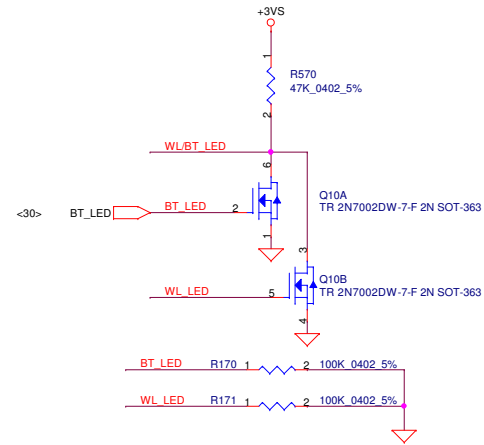 +3VS
1
R570
47K_0402_5%
2
WL/BT_LED
6
Q10A
TR 2N7002DW-7-F 2N SOT-363
<30> BT_LED BT_LED 2
1
3
Q10B
TR 2N7002DW-7-F 2N SOT-363
WL_LED 5
4
BT_LED R170 1 2 100K_0402_5%
WL_LED R171 1 2 100K_0402_5%